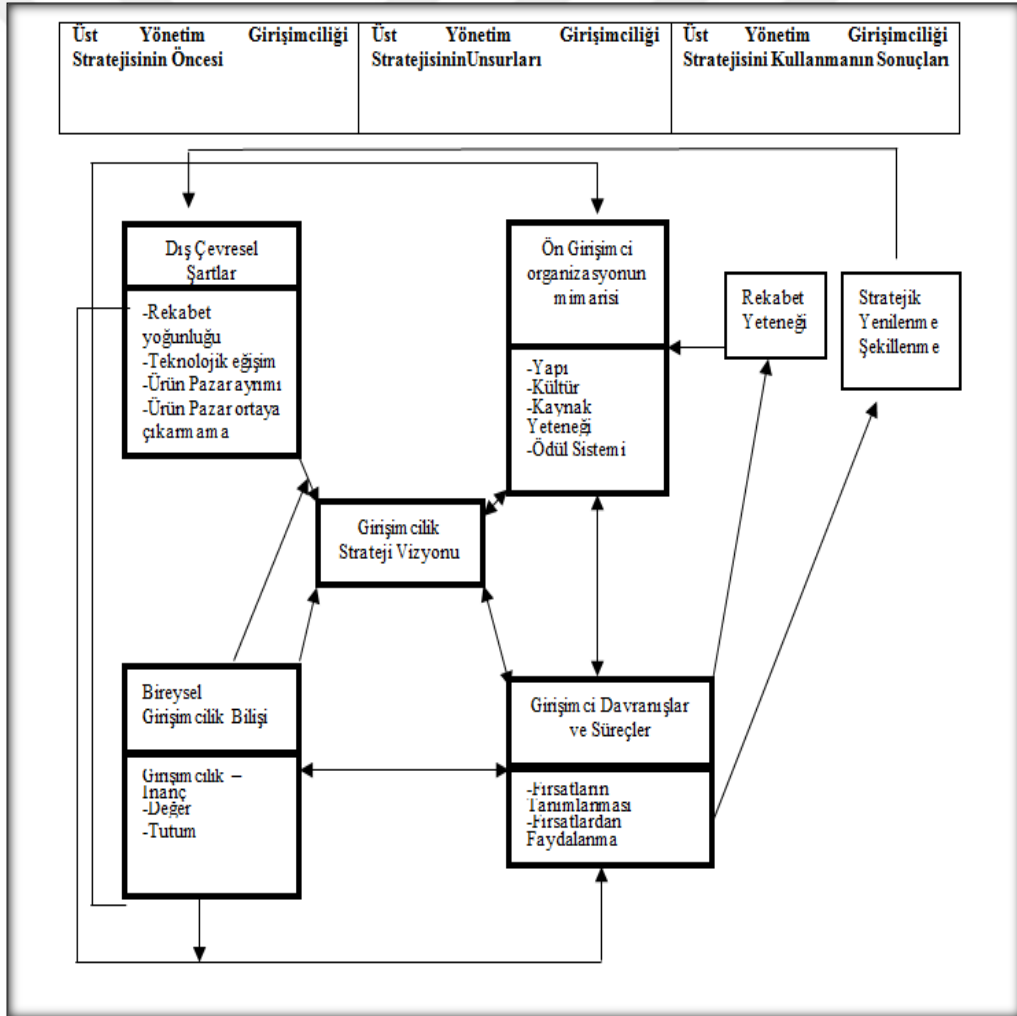 Üst Yönetim Girişimciliği
Stratejisinin Öncesi
Üst Yönetim Girişimciliği
StratejisininUnsurları
Üst Yönetim Girişimciliği
Stratejisini Kullanmanın Sonuçları
Dış Çevresel
Şartlar
-Rekabet
yoğunluğu
-Teknolojik eğişim
-Ürün Pazar ayrımı
-Ürün Pazar ortaya
çıkarmama
Ön Girişimci
organizasyonun
mimarisi
-Yapı
-Kültür
-Kaynak
Yeteneği
-Ödül Sistemi
Rekabet
Yeteneği
Stratejik
Yenilenme
Şekillenme
Girişimcilik
Strateji Vizyonu
Bireysel
Girişimcilik Bilişi
Girişimcilik –
İnanç
-Değer
-Tutum
Girişimci Davranışlar
ve Süreçler
-Fırsatların
Tanımlanması
-Fırsatlardan
Faydalanma